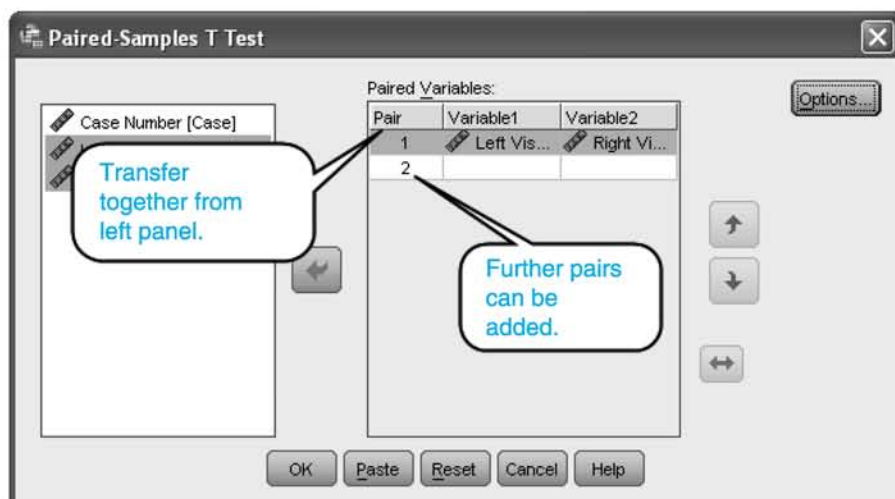 Paired-Samples T Test
Paired Variables:
Options...
Case Number [Case]
Pair Variable1 Variable2
1 Left Vis... Right Vi...
2
Transfer
together from
left panel.
Further pairs
can be
added.
OK Paste Reset Cancel Help